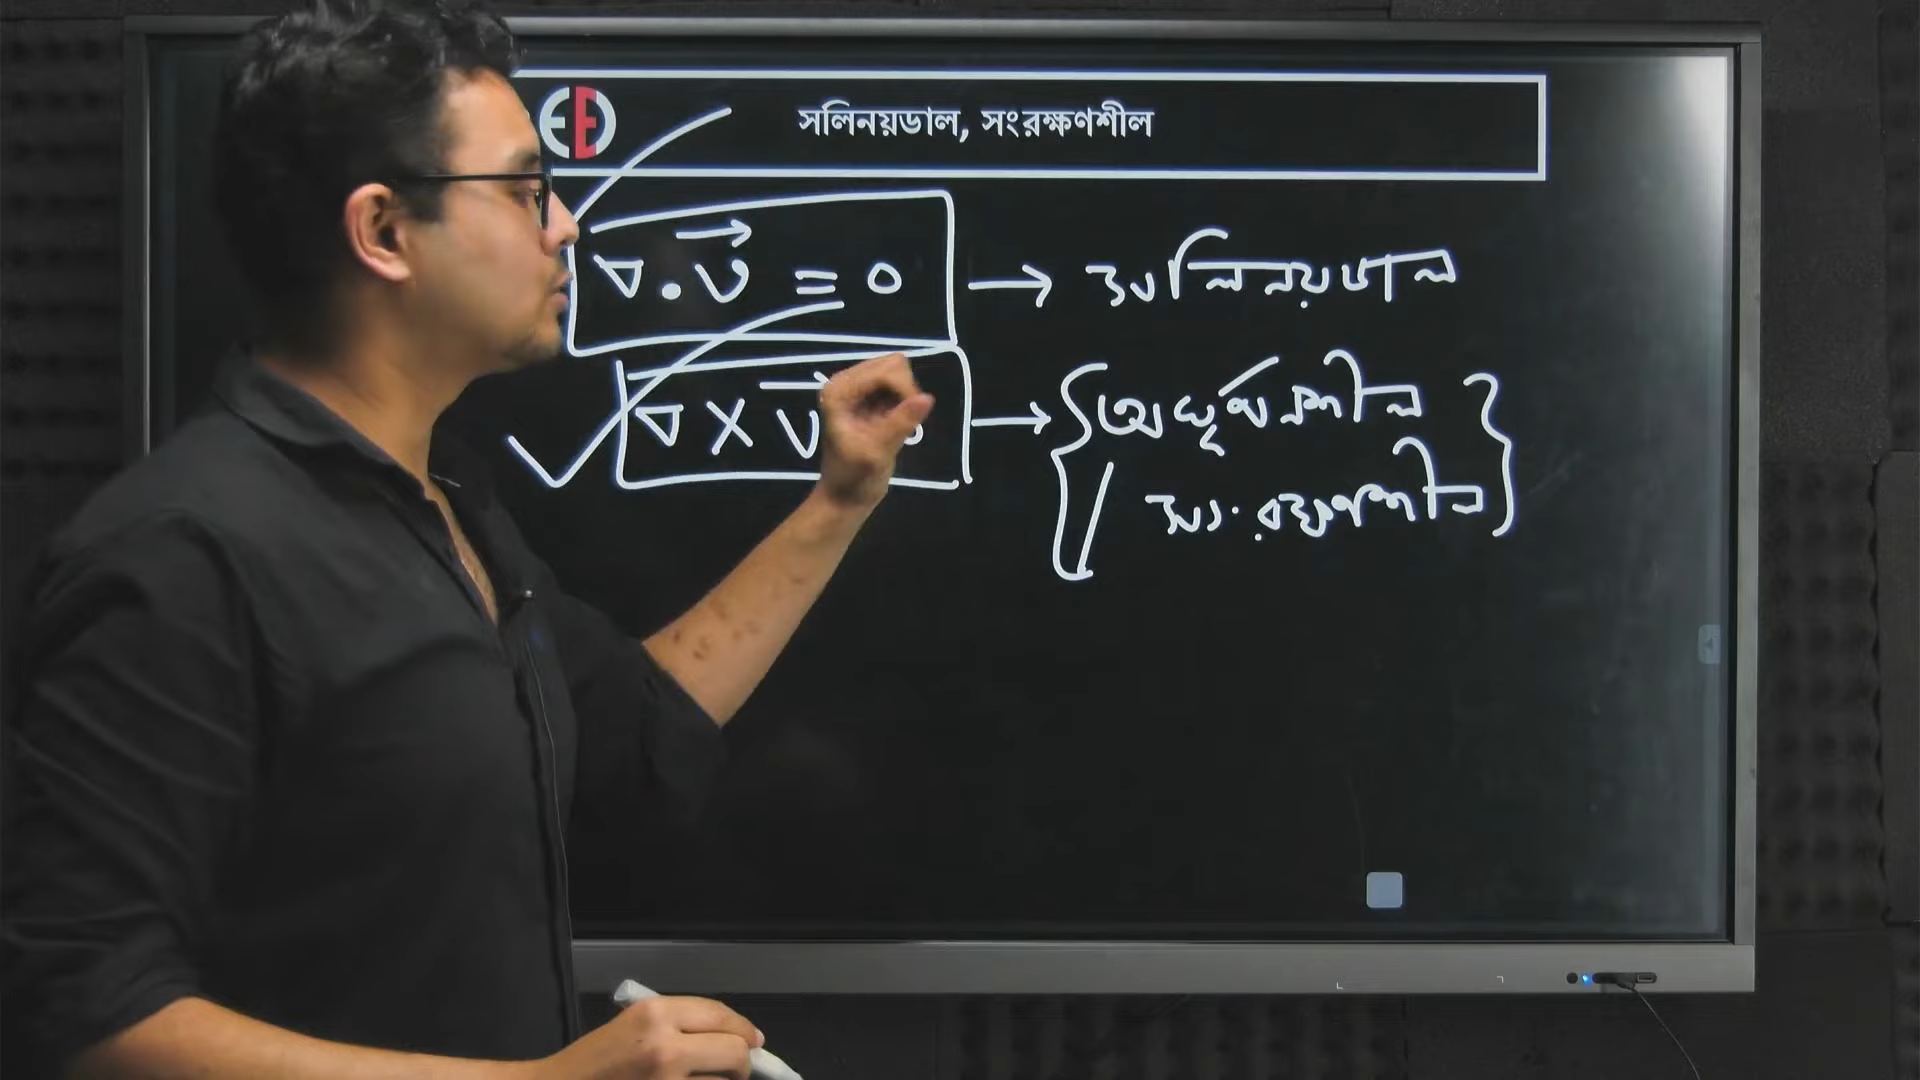 সলিনয়ডাল, সংরক্ষণশীল
∇·v⃗ = 0 → সলিনয়ডাল
∇×v⃗ → {অঘূর্ণনশীল
/ সংরক্ষণশীল}